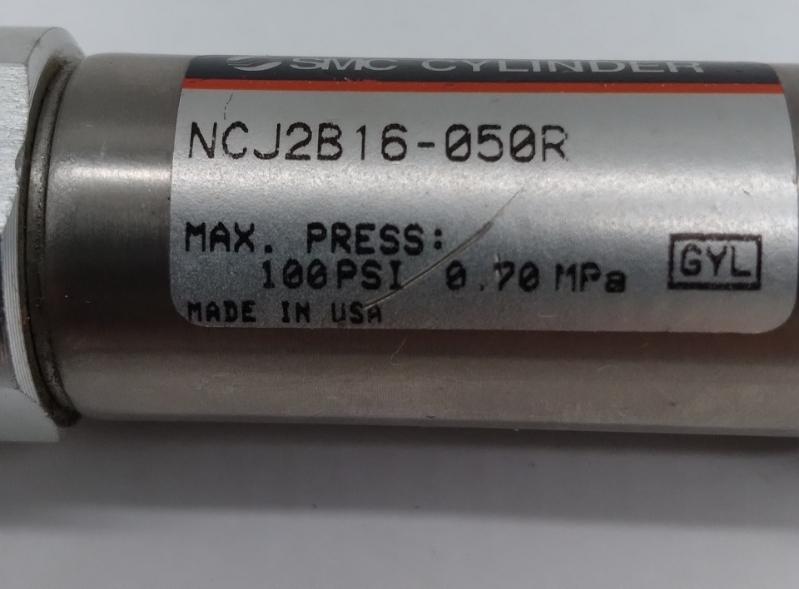 SMC CYLINDER
NCJ2B16-050R
MAX. PRESS:
100PSI 0.70 MPa
GYL
MADE IN USA